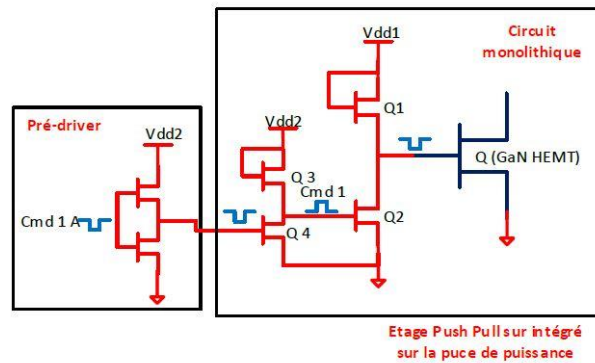 Vdd1
Circuit
monolithique
Pré-driver
Vdd2
Vdd2
Q1
Q (GaN HEMT)
Q 3
Cmd 1
Cmd 1 A
Q 4
Q2
Etage Push Pull sur intégré
sur la puce de puissance